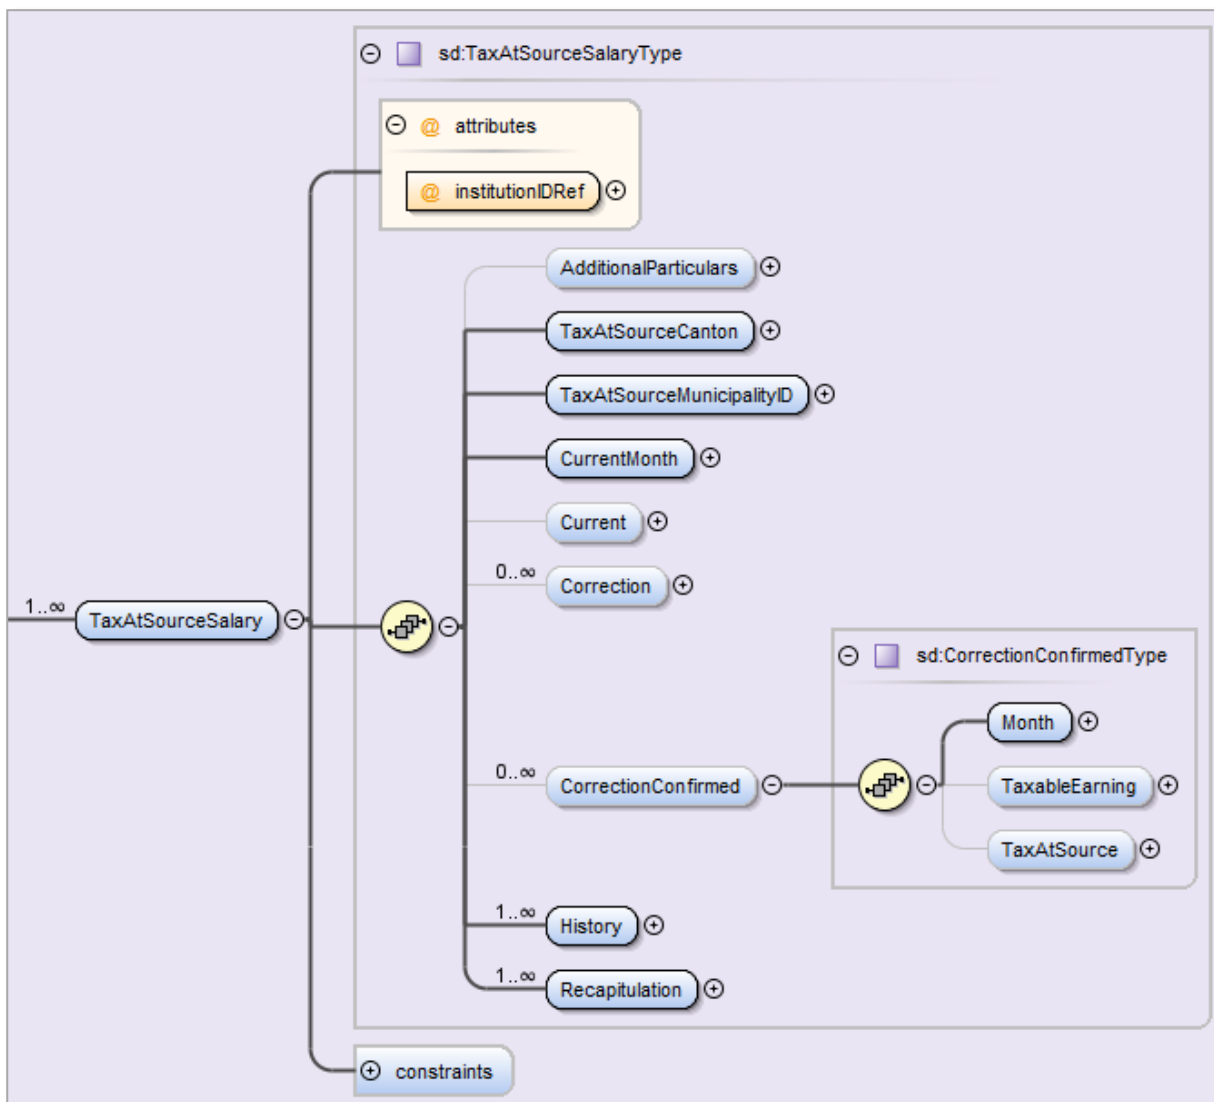 sd:TaxAtSourceSalaryType
@ attributes
@ institutionIDRef
AdditionalParticulars
TaxAtSourceCanton
TaxAtSourceMunicipalityID
CurrentMonth
Current
0..∞
Correction
1..∞
TaxAtSourceSalary
sd:CorrectionConfirmedType
Month
0..∞
CorrectionConfirmed
TaxableEarning
TaxAtSource
1..∞
History
1..∞
Recapitulation
constraints